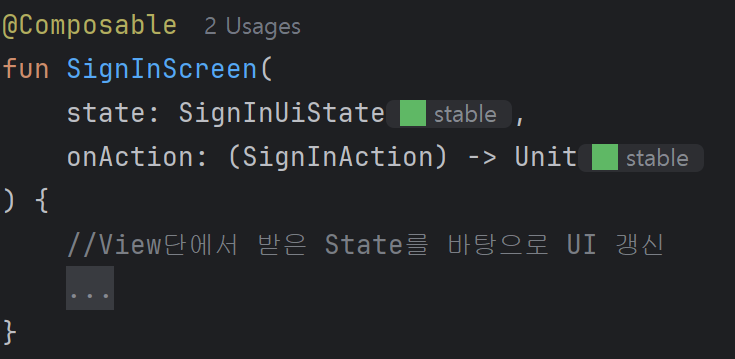 @Composable 2 Usages
fun SignInScreen(
    state: SignInUiState stable ,
    onAction: (SignInAction) -> Unit stable
) {
    //View단에서 받은 State를 바탕으로 UI 갱신
    ...
}